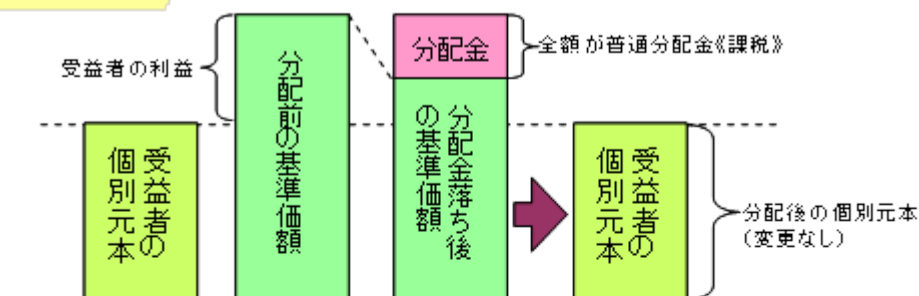 受益者の利益
受益者の
個別元本
分配前の基準価額
分配金
全額が普通分配金《課税》
分配金落ち後
の基準価額
受益者の
個別元本
分配後の個別元本
(変更なし)